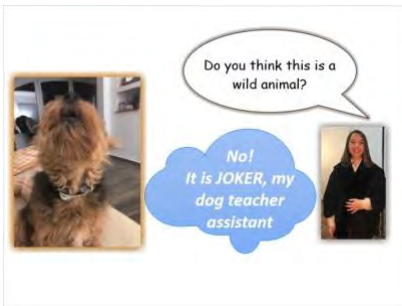 Do you think this is a
wild animal?
No!
It is JOKER, my
dog teacher
assistant